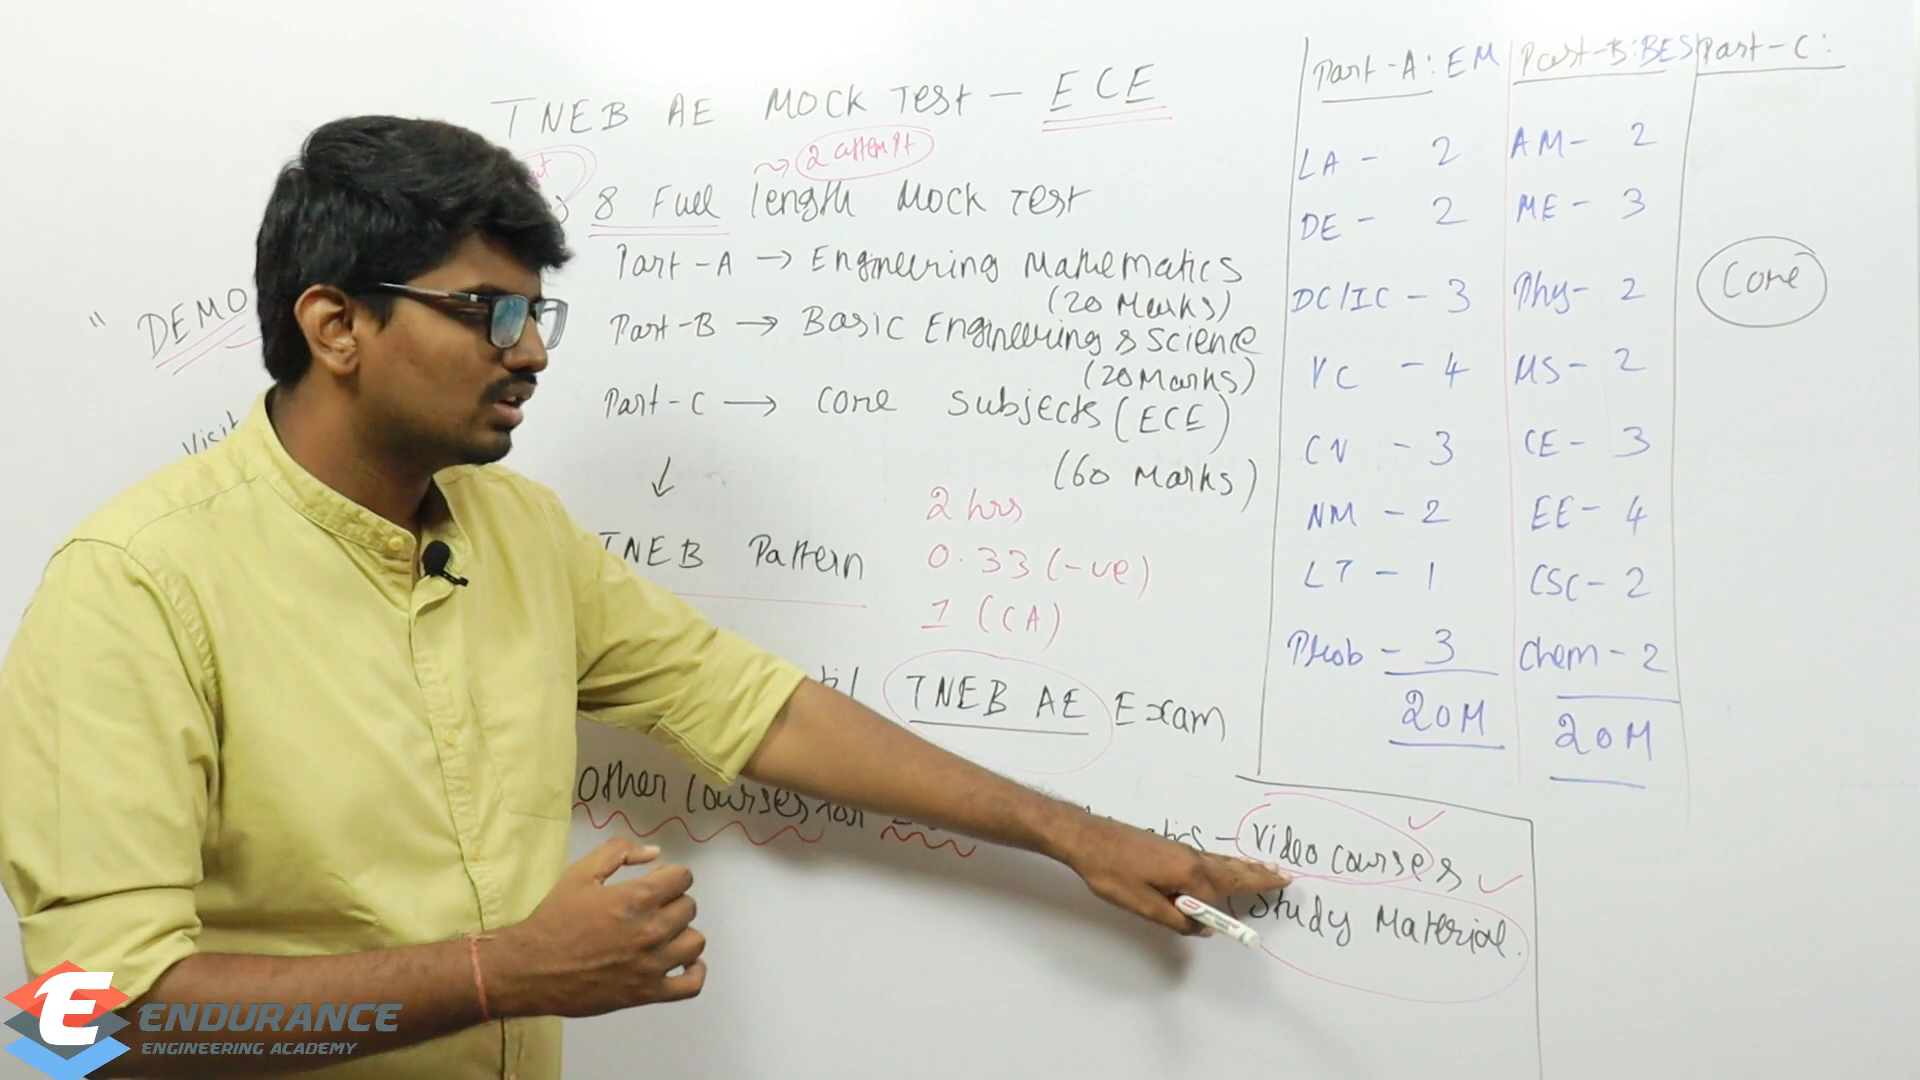 TNEB AE MOCK TEST - ECE
2 attempt
8 Full length Mock Test
Part-A → Engineering Mathematics
(20 Marks)
Part-B → Basic Engineering & Science
(20 Marks)
Part-C → Core Subjects (ECE)
(60 Marks)
TNEB Pattern
2 hrs
0.33 (-ve)
1 (CA)
TNEB AE Exam
Other Courses for
Video courses
Study Material.
" DEMO
Visit
Part-A: EM
LA - 2
DE - 2
DC/IC - 3
VC - 4
CV - 3
NM - 2
LT - 1
Prob - 3
20M
Part-B: BES
AM - 2
ME - 3
Phy - 2
MS - 2
CE - 3
EE - 4
CSC - 2
Chem - 2
20M
Part-C:
Core
ENDURANCE
ENGINEERING ACADEMY